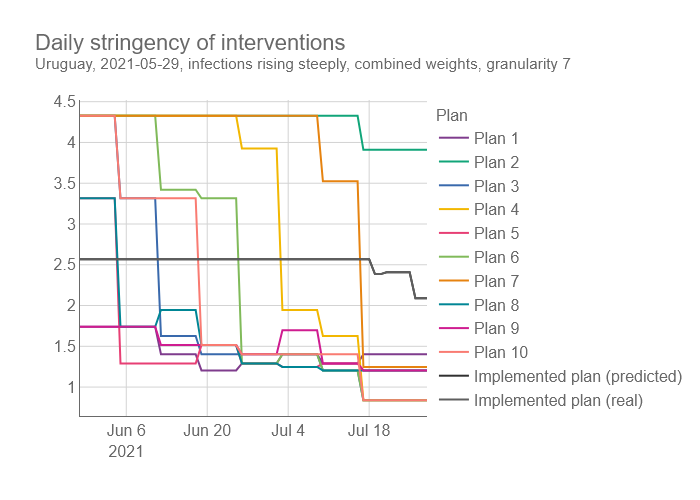 Daily stringency of interventions
Uruguay, 2021-05-29, infections rising steeply, combined weights, granularity 7
4.5
4
3.5
3
2.5
2
1.5
1
Jun 6
2021
Jun 20
Jul 4
Jul 18
Plan
Plan 1
Plan 2
Plan 3
Plan 4
Plan 5
Plan 6
Plan 7
Plan 8
Plan 9
Plan 10
Implemented plan (predicted)
Implemented plan (real)